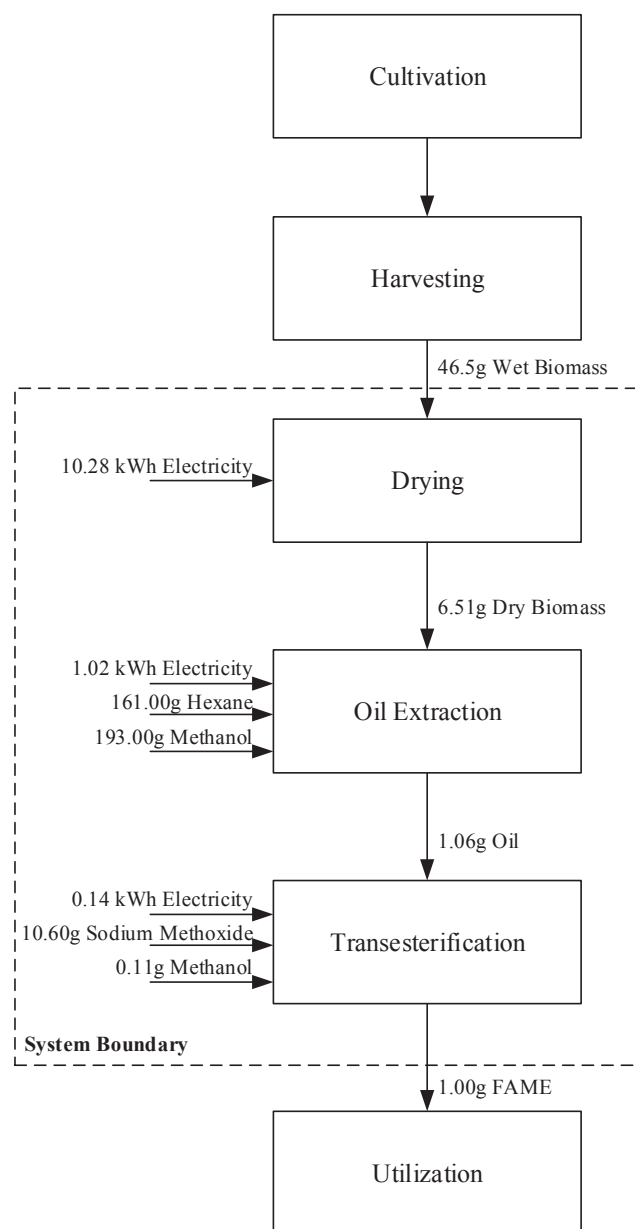 Cultivation
Harvesting
46.5g Wet Biomass
10.28 kWh Electricity
Drying
6.51g Dry Biomass
1.02 kWh Electricity
161.00g Hexane
Oil Extraction
193.00g Methanol
1.06g Oil
0.14 kWh Electricity
10.60g Sodium Methoxide
Transesterification
0.11g Methanol
System Boundary
1.00g FAME
Utilization